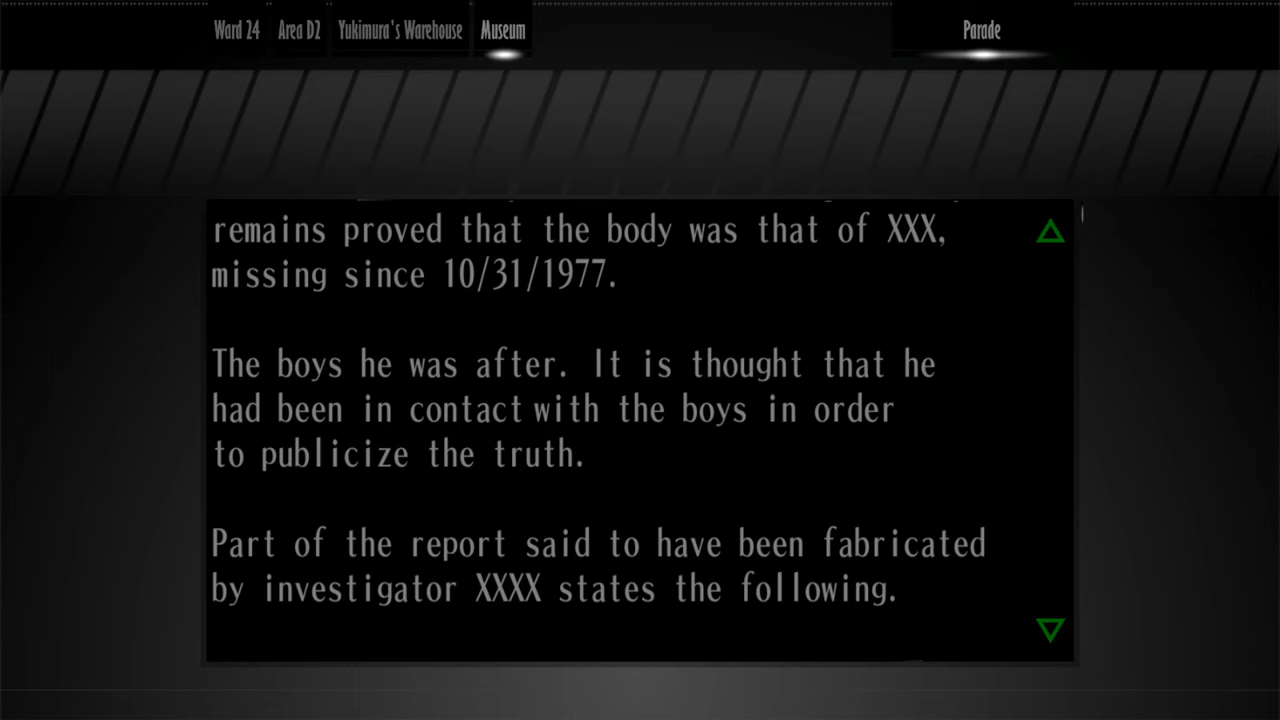 Ward 24 Area D2 Yukimura's Warehouse Museum Parade
remains proved that the body was that of XXX,
missing since 10/31/1977.
The boys he was after. It is thought that he
had been in contact with the boys in order
to publicize the truth.
Part of the report said to have been fabricated
by investigator XXXX states the following.